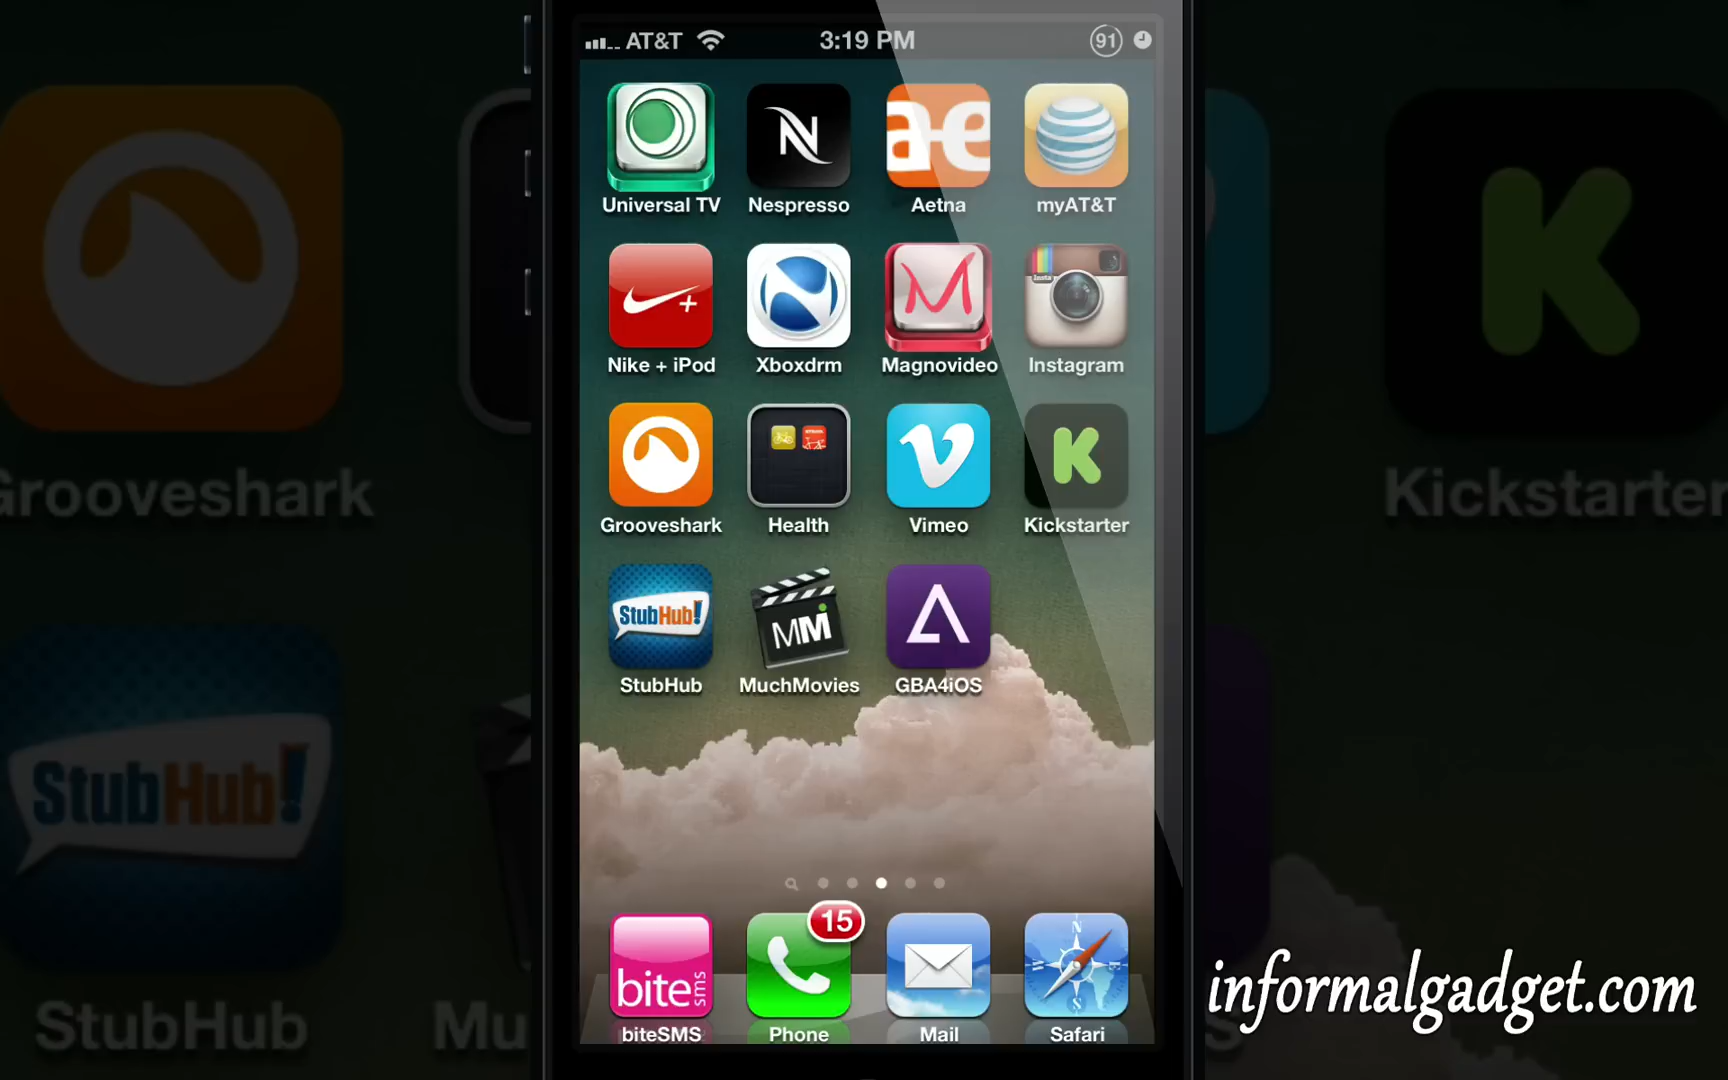 AT&T 3:19 PM 91
ae
Universal TV Nespresso Aetna myAT&T
Nike + iPod Xboxdrm Magnovideo Instagram
Grooveshark Health Vimeo Kickstarter
Grooveshark Kickstarter
StubHub! MM
StubHub MuchMovies GBA4iOS
StubHub!
15
bite sms
biteSMS Phone Mail Safari
informalgadget.com
StubHub Mu